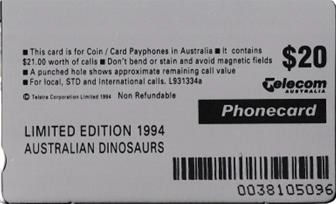 ■ This card is for Coin / Card Payphones in Australia ■ It contains
$21.00 worth of calls ■ Don't bend or stain and avoid magnetic fields
■ A punched hole shows approximate remaining call value
■ For local, STD and International calls. L931334a
© Telstra Corporation Limited 1994 Non Refundable
$20
Telecom
AUSTRALIA
Phonecard
LIMITED EDITION 1994
AUSTRALIAN DINOSAURS
0038105096